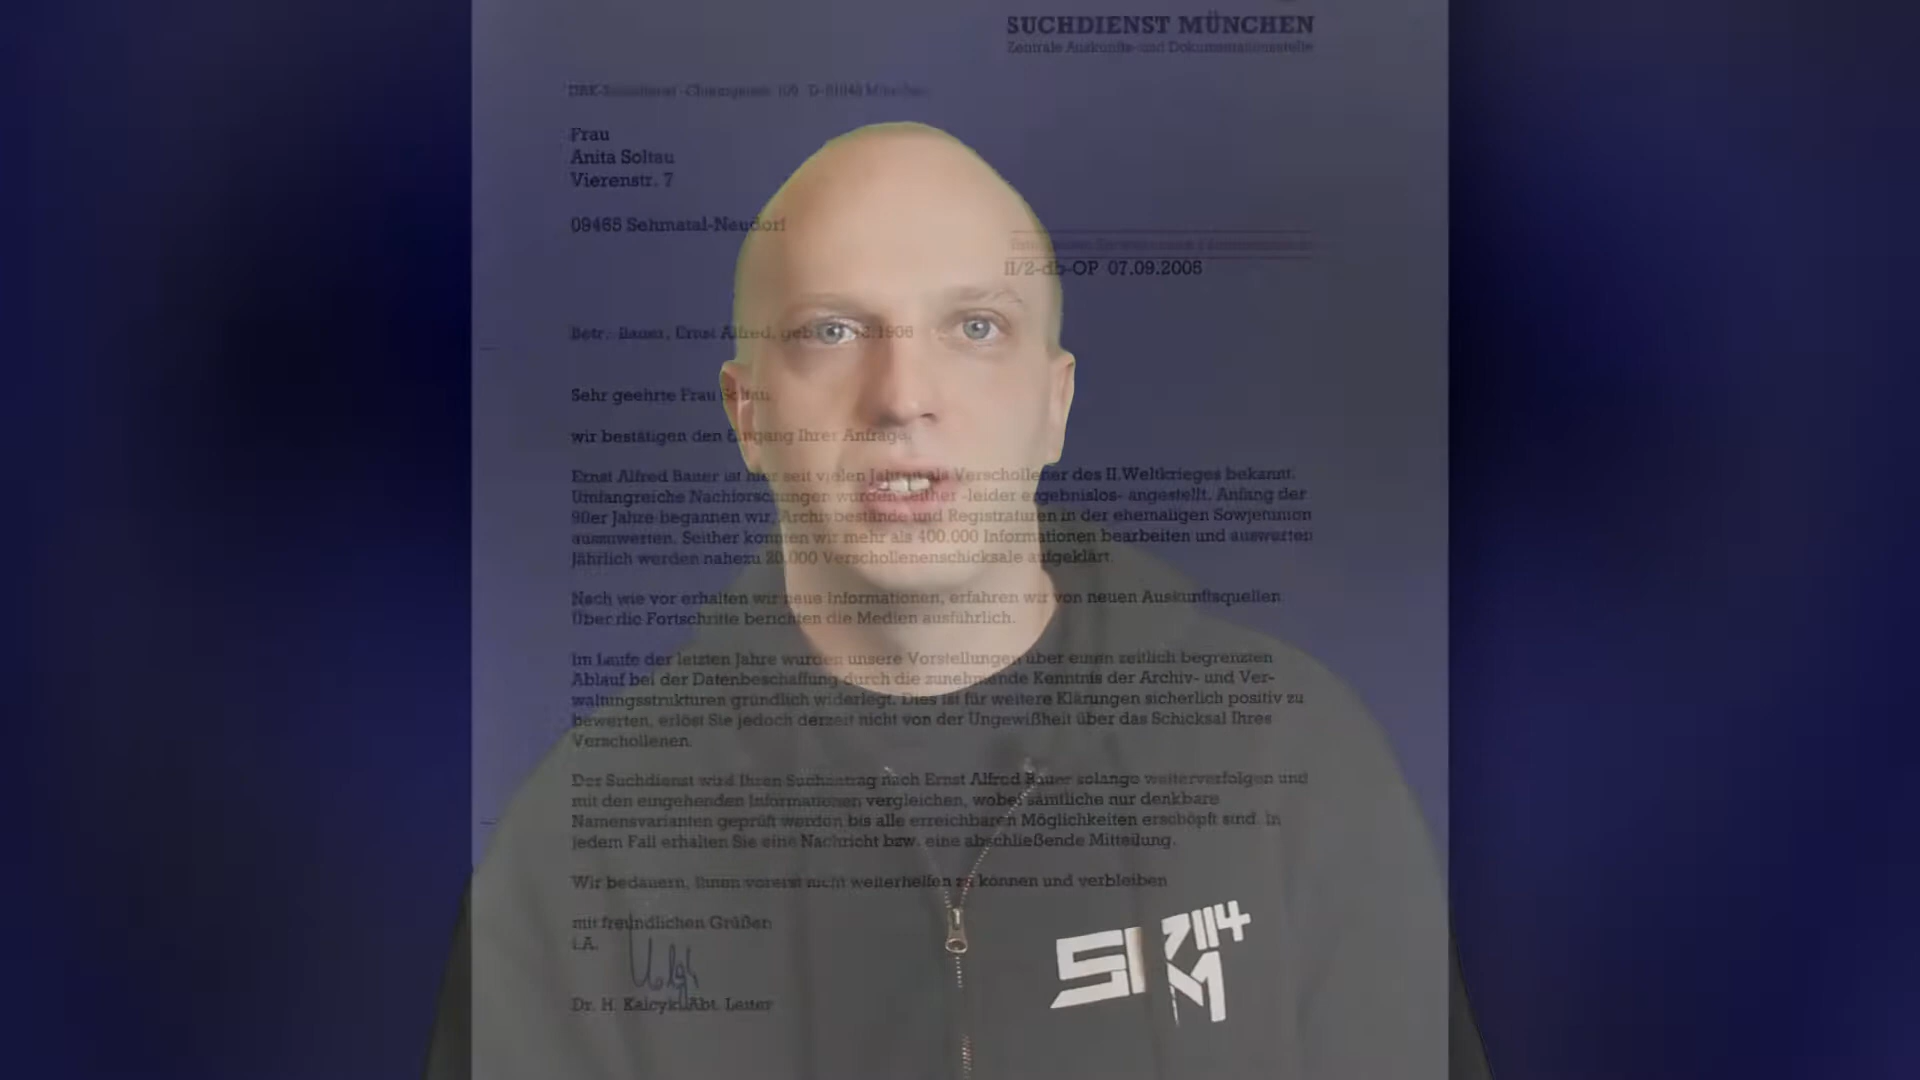 SUCHDIENST MÜNCHEN
Zentrale Auskunfts- und Dokumentationsstelle
Frau
Anita Soltau
Vierenstr. 7
09465 Sehmatal-Neudorf
II/2-db-OP 07.09.2005
Betr.: Bauer, Ernst Alfred, geb. 1906
Sehr geehrte Frau Soltau,
wir bestätigen den Eingang Ihrer Anfrage.
Ernst Alfred Bauer ist hier seit vielen Jahren als Verschollener des II.Weltkrieges bekannt.
Umfangreiche Nachforschungen wurden seither -leider ergebnislos- angestellt. Anfang der
90er Jahre begannen wir, Archivbestände und Registraturen in der ehemaligen Sowjetunion
auszuwerten. Seither konnten wir mehr als 400.000 Informationen bearbeiten und auswerten
Jährlich werden nahezu 20.000 Verschollenenschicksale aufgeklärt.
Nach wie vor erhalten wir neue Informationen, erfahren wir von neuen Auskunftsquellen.
Über die Fortschritte berichten die Medien ausführlich.
Im Laufe der letzten Jahre wurden unsere Vorstellungen über einen zeitlich begrenzten
Ablauf bei der Datenbeschaffung durch die zunehmende Kenntnis der Archiv- und Ver-
waltungsstrukturen gründlich widerlegt. Dies ist für weitere Klärungen sicherlich positiv zu
bewerten, erlöst Sie jedoch derzeit nicht von der Ungewißheit über das Schicksal Ihres
Verschollenen.
Der Suchdienst wird Ihren Suchantrag nach Ernst Alfred Bauer solange weiterverfolgen und
mit den eingehenden Informationen vergleichen, wobei sämtliche nur denkbare
Namensvarianten geprüft werden bis alle erreichbaren Möglichkeiten erschöpft sind. In
jedem Fall erhalten Sie eine Nachricht bzw. eine abschließende Mitteilung.
Wir bedauern, Ihnen vorerst nicht weiterhelfen zu können und verbleiben
mit freundlichen Grüßen
i.A.
Dr. H. Kalcyk, Abt. Leiter